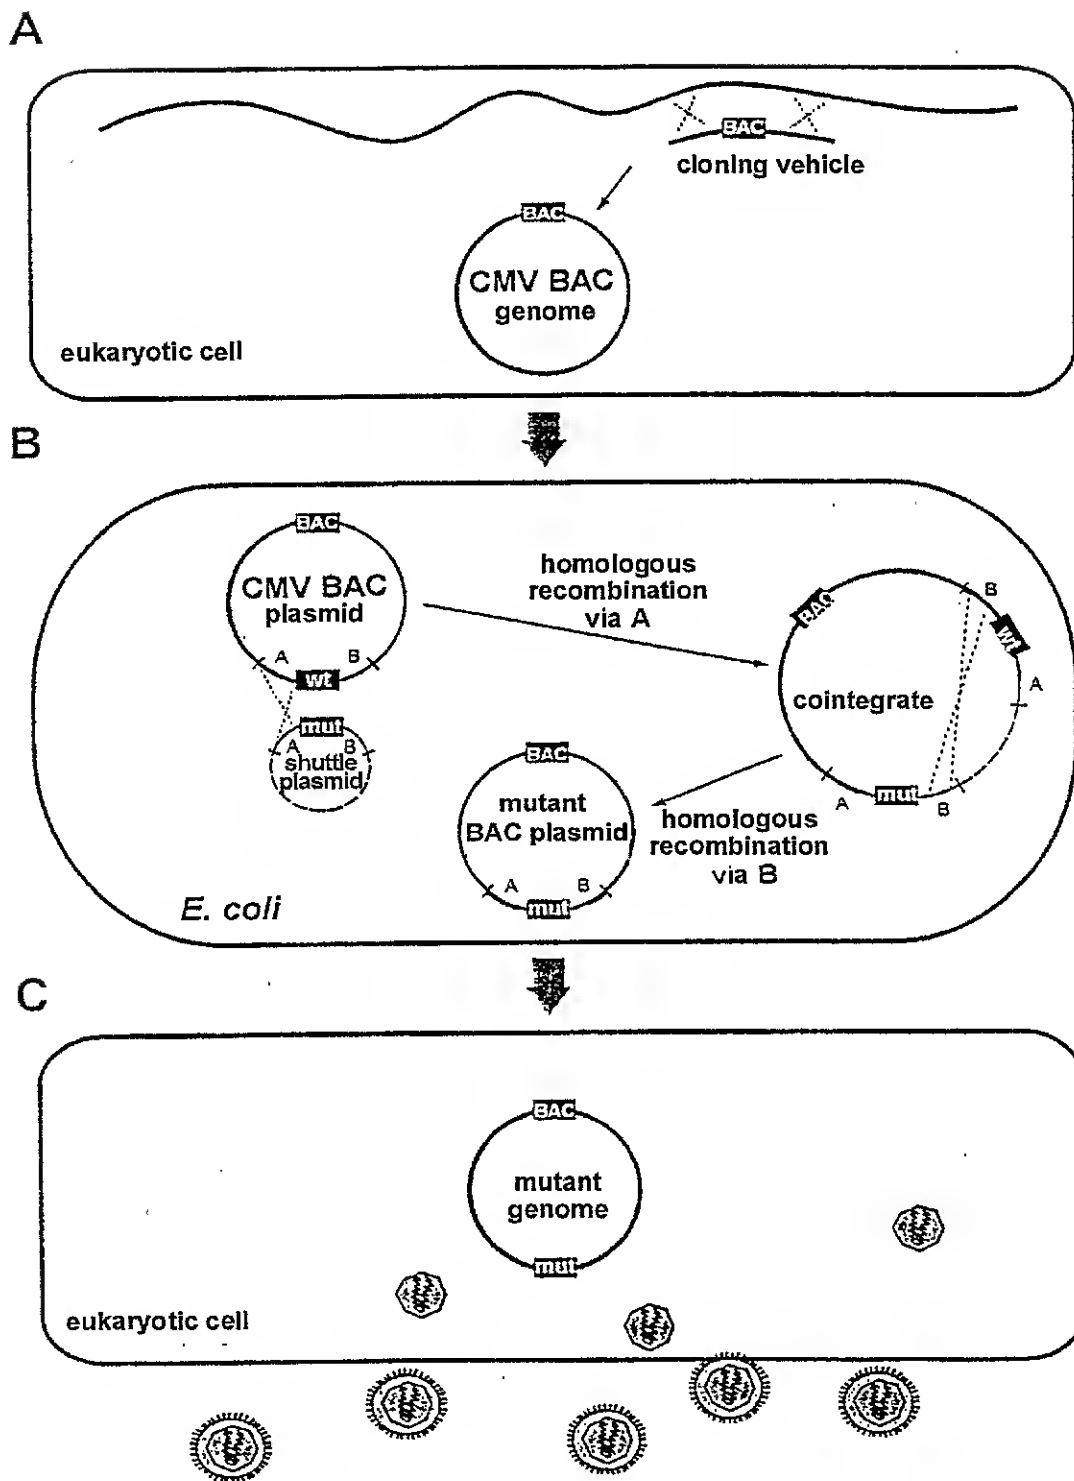 A
BAC
cloning vehicle
BAC
CMV BAC
genome
eukaryotic cell
B
BAC
CMV BAC
plasmid
A
B
wt
mut
A
B
shuttle
plasmid
homologous
recombination
via A
BAC
B
wt
A
cointegrate
A
mut
B
homologous
recombination
via B
BAC
mutant
BAC plasmid
A
B
mut
E. coli
C
BAC
mutant
genome
mut
eukaryotic cell